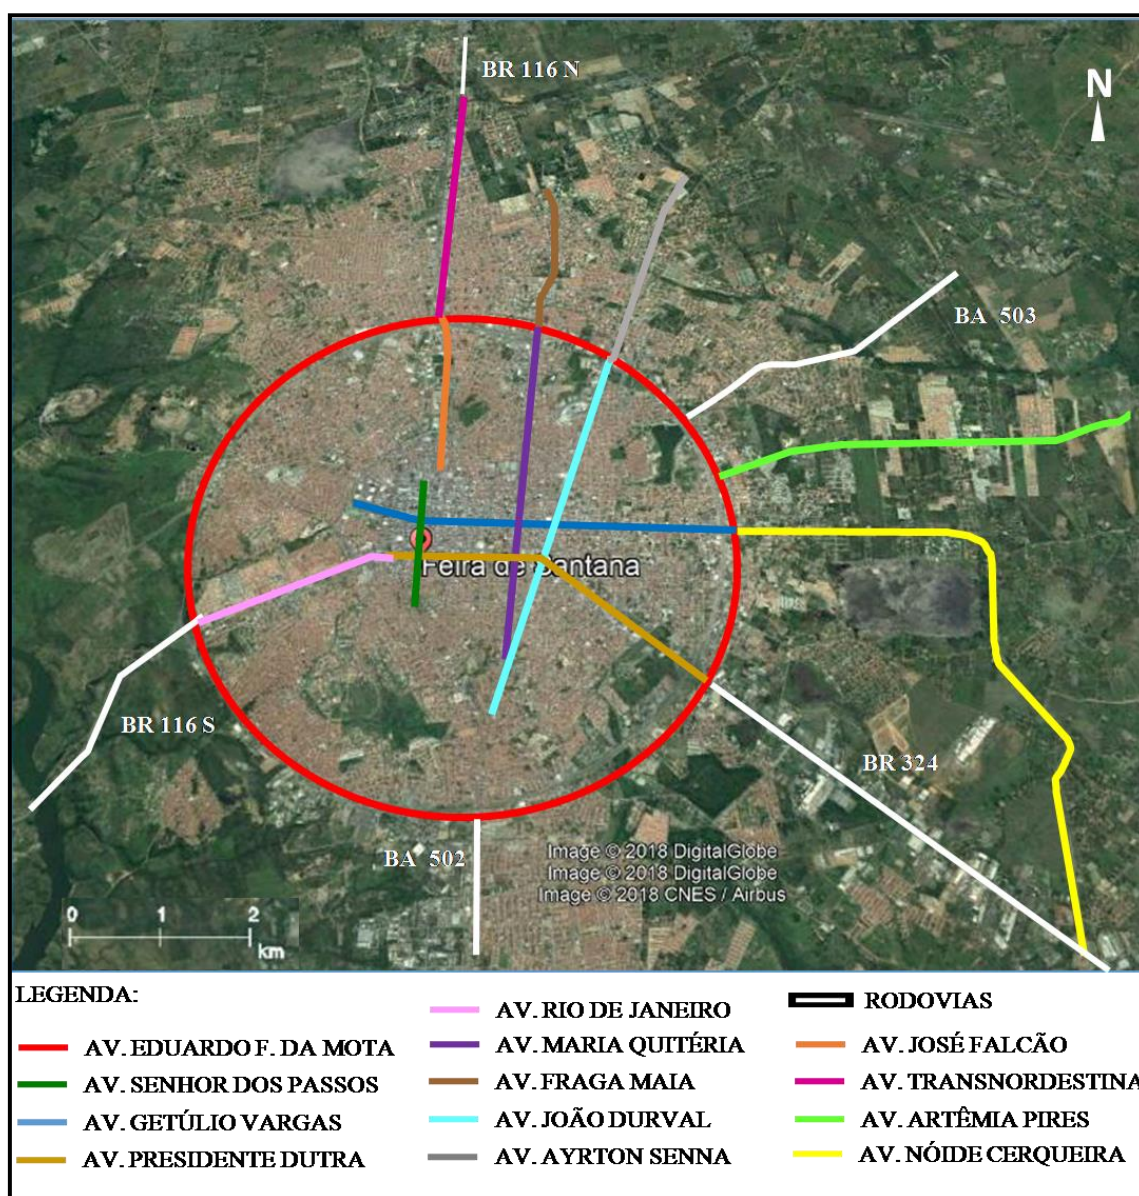 BR 116 N
N
BA 503
Feira de Santana
BR 116 S
BR 324
BA 502
Image © 2018 DigitalGlobe
Image © 2018 DigitalGlobe
Image © 2018 CNES / Airbus
0 1 2
km
LEGENDA:
AV. EDUARDO F. DA MOTA
AV. SENHOR DOS PASSOS
AV. GETÚLIO VARGAS
AV. PRESIDENTE DUTRA
AV. RIO DE JANEIRO
AV. MARIA QUITÉRIA
AV. FRAGA MAIA
AV. JOÃO DURVAL
AV. AYRTON SENNA
RODOVIAS
AV. JOSÉ FALCÃO
AV. TRANSNORDESTINA
AV. ARTÊMIA PIRES
AV. NÓIDE CERQUEIRA